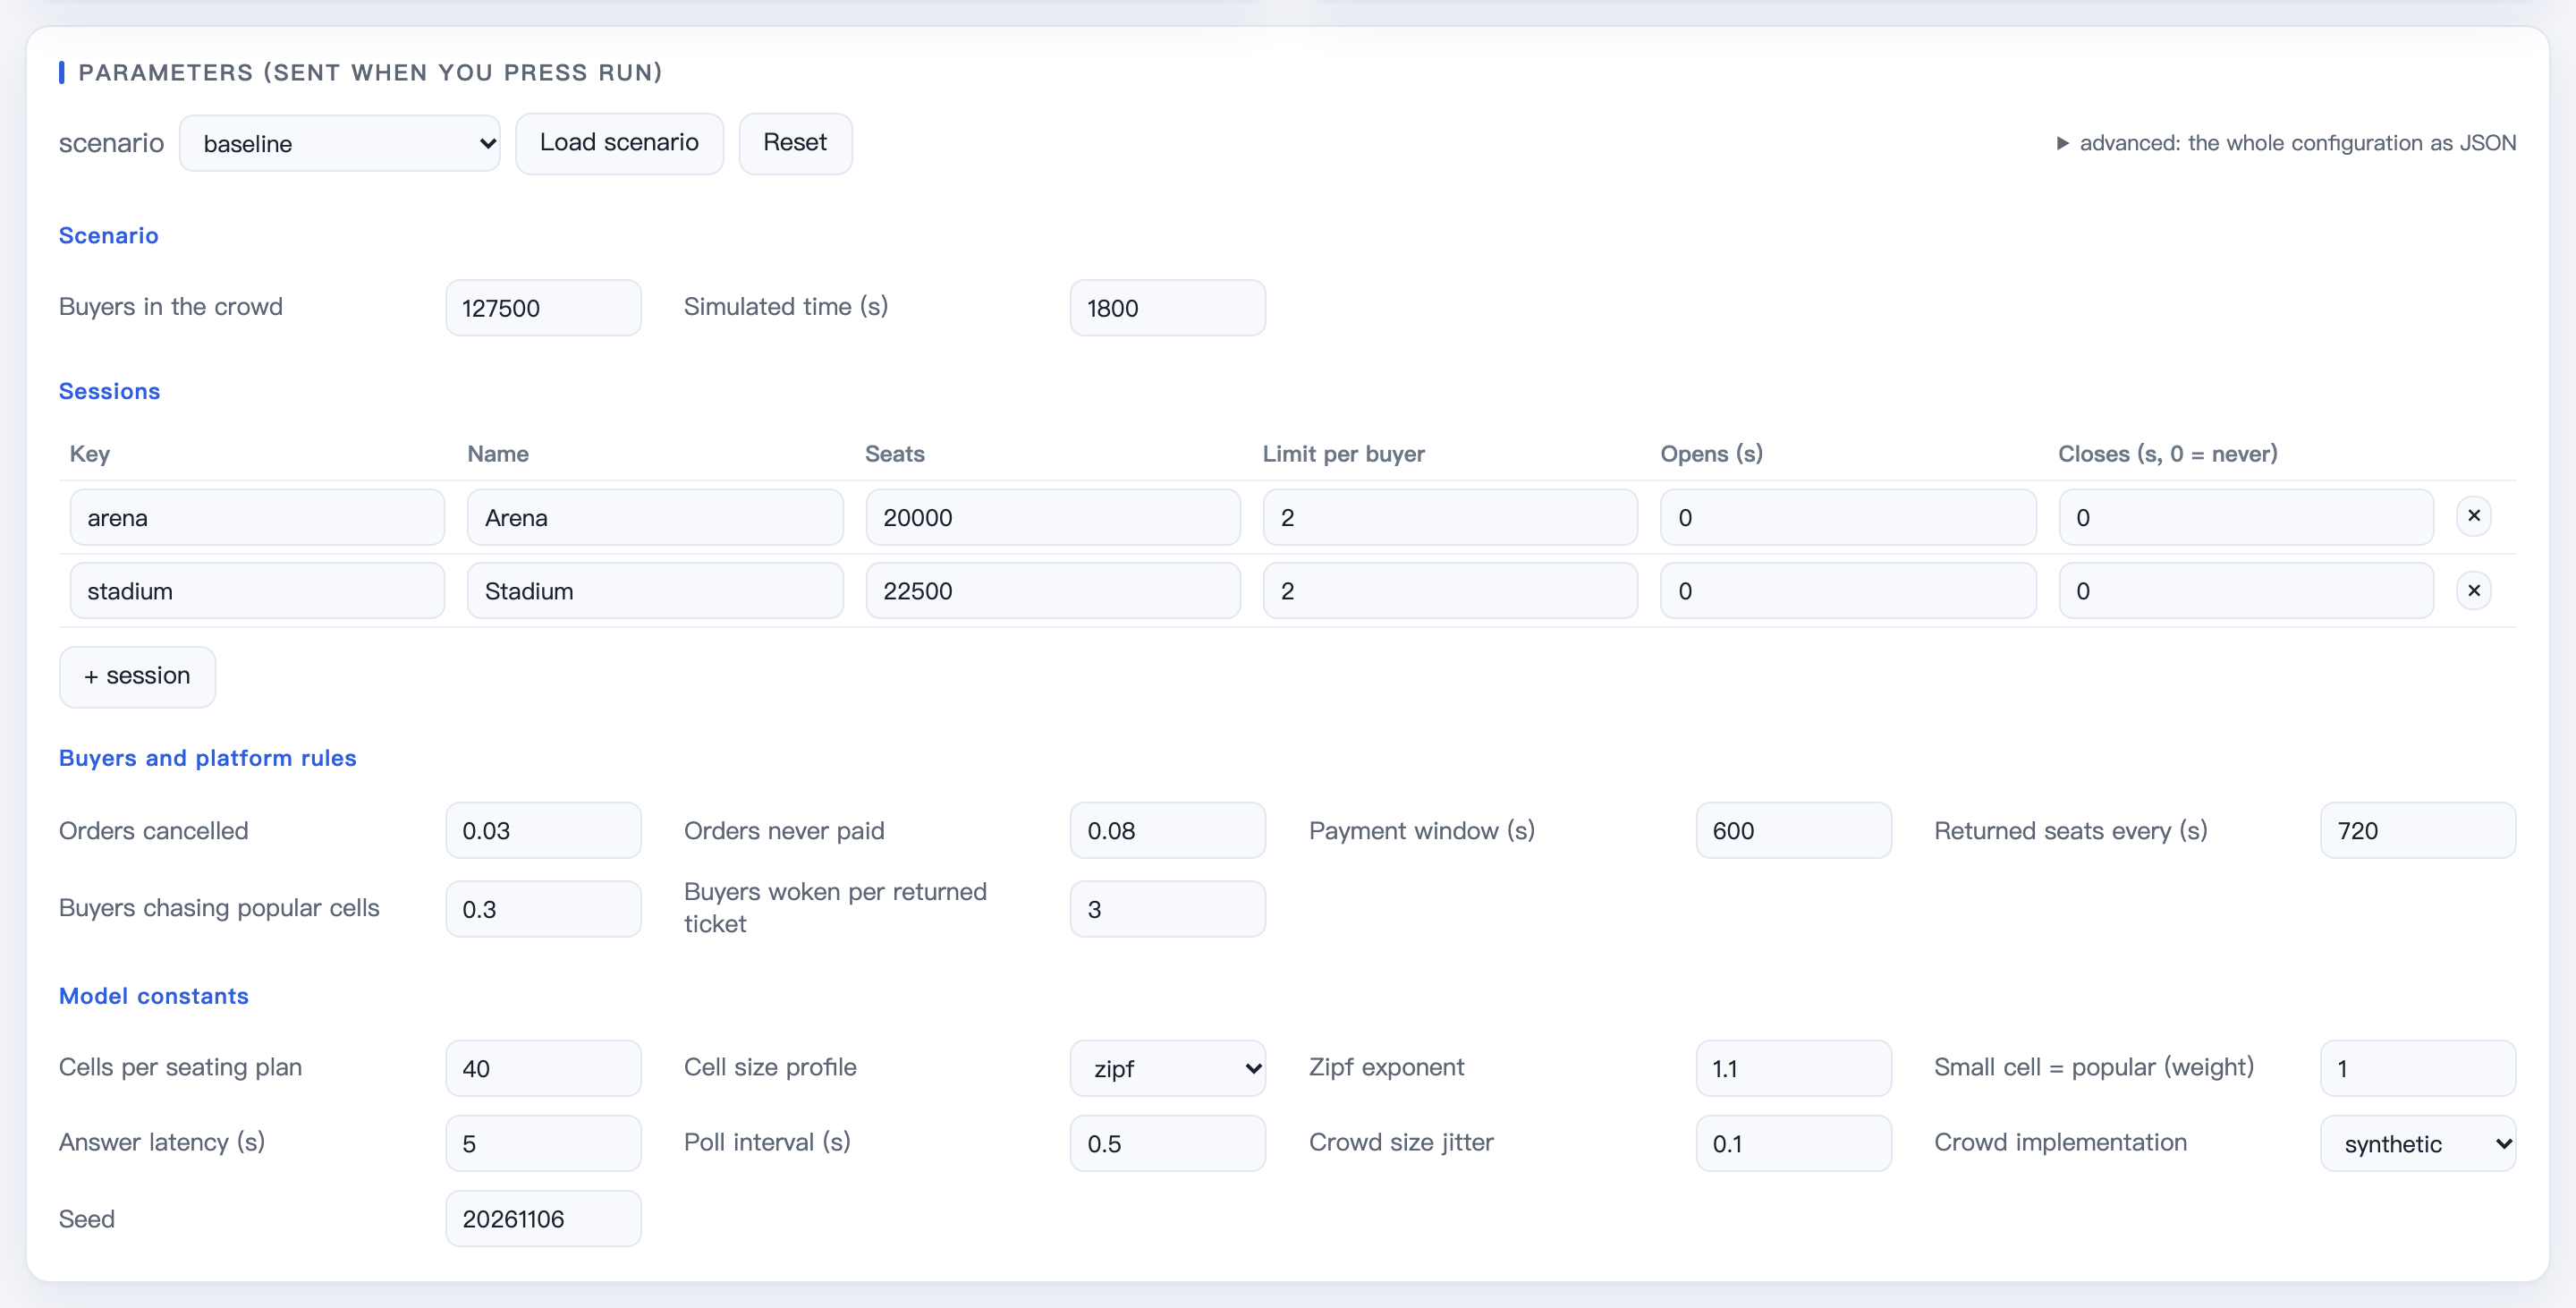 PARAMETERS (SENT WHEN YOU PRESS RUN)
scenario baseline Load scenario Reset ▶ advanced: the whole configuration as JSON
Scenario
Buyers in the crowd 127500 Simulated time (s) 1800
Sessions
Key Name Seats Limit per buyer Opens (s) Closes (s, 0 = never)
arena Arena 20000 2 0 0 ×
stadium Stadium 22500 2 0 0 ×
+ session
Buyers and platform rules
Orders cancelled 0.03 Orders never paid 0.08 Payment window (s) 600 Returned seats every (s) 720
Buyers chasing popular cells 0.3 Buyers woken per returned
ticket 3
Model constants
Cells per seating plan 40 Cell size profile zipf Zipf exponent 1.1 Small cell = popular (weight) 1
Answer latency (s) 5 Poll interval (s) 0.5 Crowd size jitter 0.1 Crowd implementation synthetic
Seed 20261106